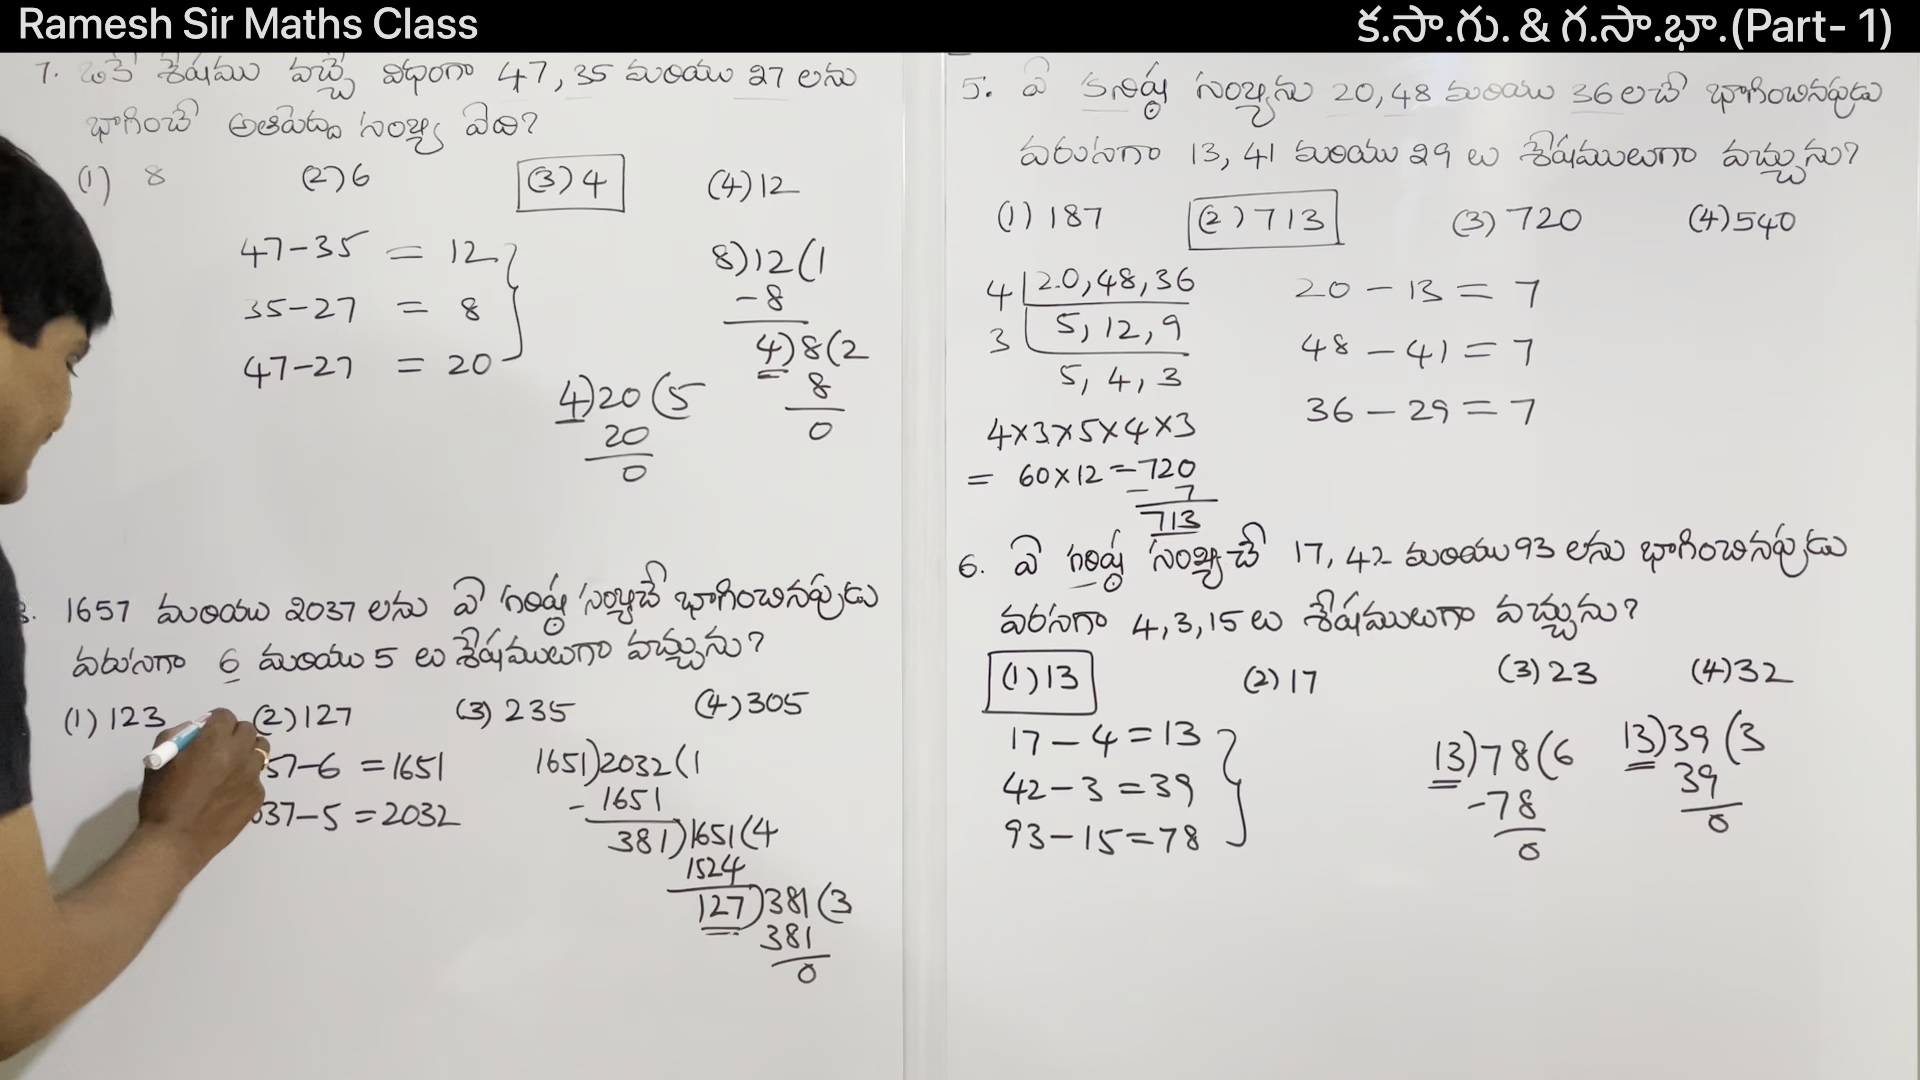 Ramesh Sir Maths Class
క.సా.గు. & గ.సా.భా.(Part- 1)
7. ఒకే శేషము వచ్చే విధంగా 47, 35 మరియు 27 లను
భాగించే అతిపెద్ద సంఖ్య ఏది?
(1) 8 (2) 6 (3) 4 (4) 12
47-35 = 12
35-27 = 8
47-27 = 20
8)12(1
-8
4)8(2
8
0
4)20(5
20
0
8. 1657 మరియు 2037 లను ఏ గరిష్ఠ సంఖ్యచే భాగించినప్పుడు
వరుసగా 6 మరియు 5 లు శేషములుగా వచ్చును?
(1) 123 (2) 127 (3) 235 (4) 305
57-6 = 1651
037-5 = 2032
1651)2032(1
- 1651
381)1651(4
1524
127)381(3
381
0
5. ఏ కనిష్ఠ సంఖ్యను 20, 48 మరియు 36 లచే భాగించినపుడు
వరుసగా 13, 41 మరియు 29 లు శేషములుగా వచ్చును?
(1) 187 (2) 713 (3) 720 (4) 540
4 20, 48, 36
3 5, 12, 9
5, 4, 3
4×3×5×4×3
= 60×12 = 720
- 7
713
20 - 13 = 7
48 - 41 = 7
36 - 29 = 7
6. ఏ గరిష్ఠ సంఖ్యచే 17, 42 మరియు 93 లను భాగించినప్పుడు
వరసగా 4, 3, 15 లు శేషములుగా వచ్చును?
(1) 13 (2) 17 (3) 23 (4) 32
17 - 4 = 13
42 - 3 = 39
93 - 15 = 78
13)78(6
-78
0
13)39(3
39
0